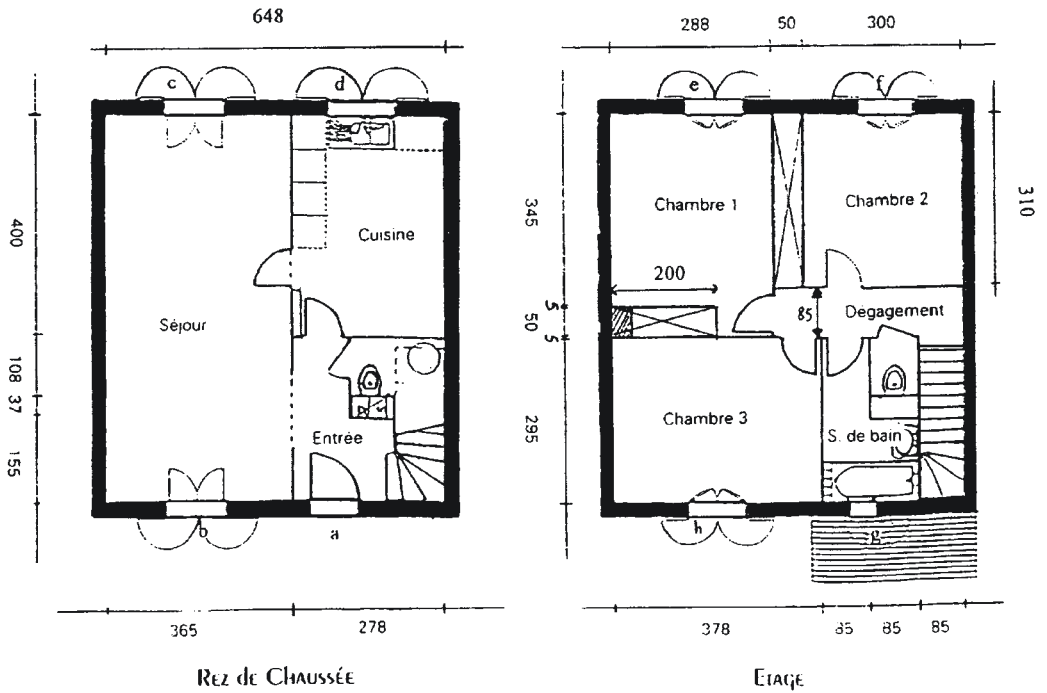 648
288 50 300
c d e f
400
108
37
155
345
5
50
5
295
310
Cuisine
Séjour
Entrée
Chambre 1
Chambre 2
200
85
Dégagement
Chambre 3
S. de bain
b a h g
365 278
378 85 85 85
Rez de Chaussée
Etage